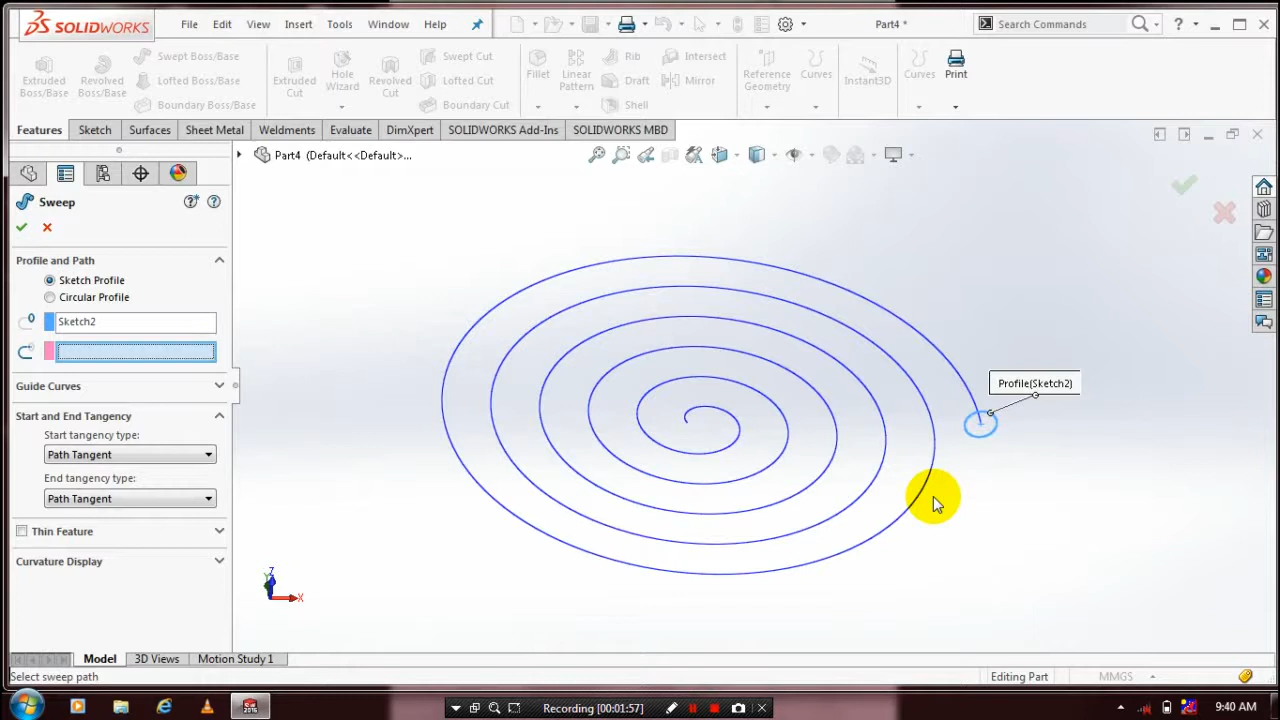 SOLIDWORKS File Edit View Insert Tools Window Help Part4 * Search Commands ?
Extruded Boss/Base Revolved Boss/Base Swept Boss/Base Lofted Boss/Base Boundary Boss/Base Extruded Cut Hole Wizard Revolved Cut Swept Cut Lofted Cut Boundary Cut Fillet Linear Pattern Rib Draft Shell Intersect Mirror Reference Geometry Curves Instant3D Curves Print
Features Sketch Surfaces Sheet Metal Weldments Evaluate DimXpert SOLIDWORKS Add-Ins SOLIDWORKS MBD
Part4 (Default<<Default>...
Sweep
Profile and Path
Sketch Profile
Circular Profile
Sketch2
Guide Curves
Start and End Tangency
Start tangency type:
Path Tangent
End tangency type:
Path Tangent
Thin Feature
Curvature Display
Profile(Sketch2)
Z
X
Model 3D Views Motion Study 1
Select sweep path Editing Part MMGS
2016 Recording [00:01:57] 9:40 AM